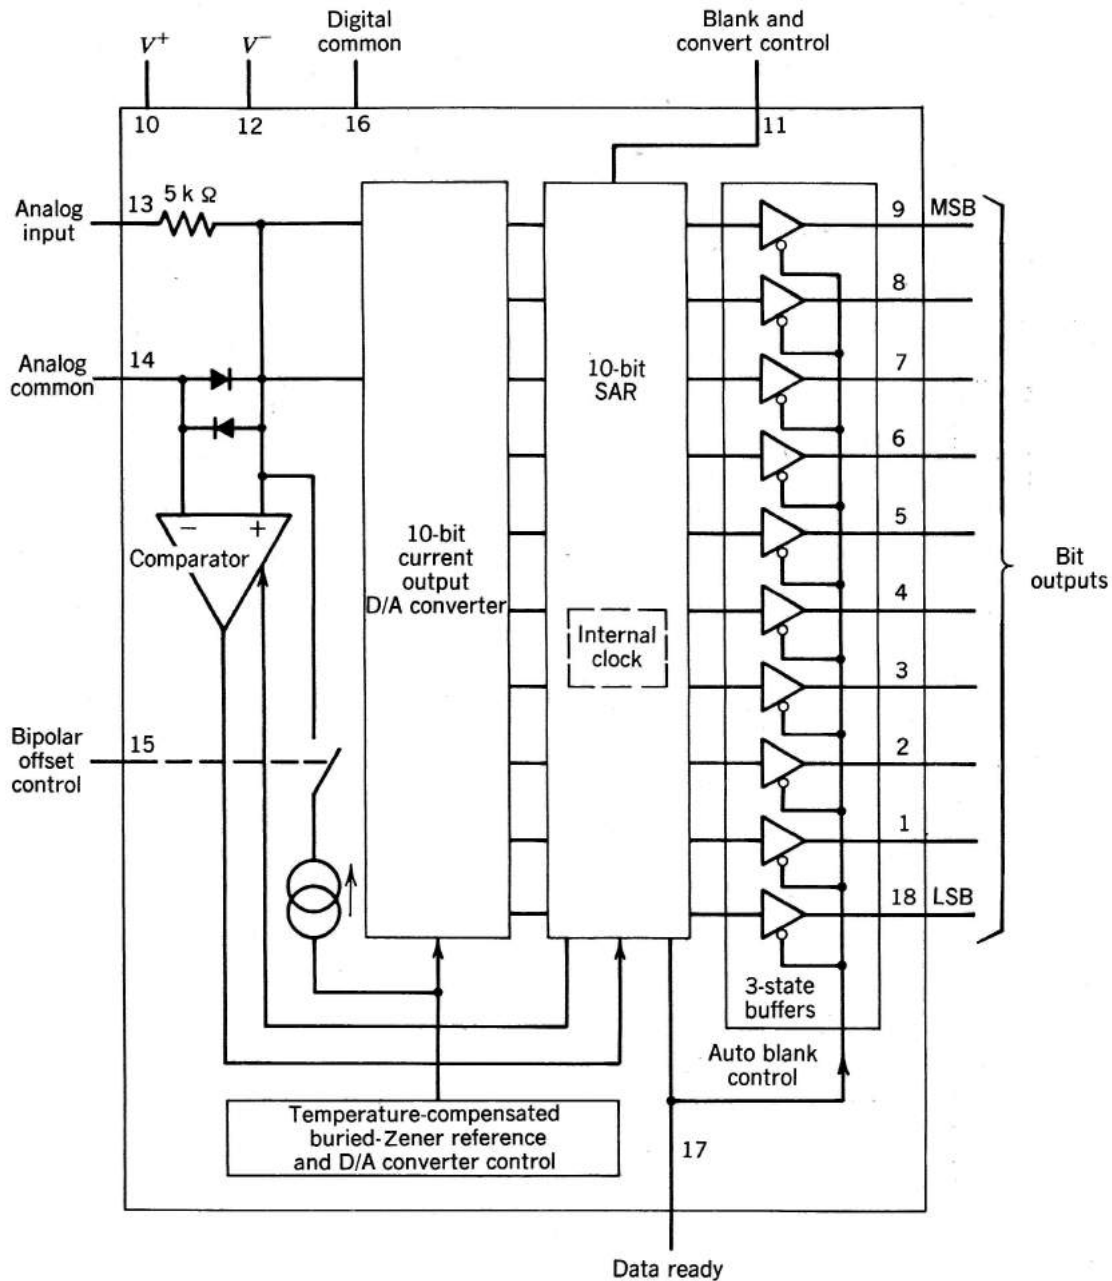 Digital
common
Blank and
convert control
V+
V−
10
12
16
11
Analog
input
13
5 k Ω
9
MSB
8
Analog
common
14
7
10-bit
SAR
6
−
+
Comparator
10-bit
current
output
D/A converter
5
Bit
outputs
4
Internal
clock
3
Bipolar
offset
control
15
2
1
18
LSB
3-state
buffers
Auto blank
control
Temperature-compensated
buried-Zener reference
and D/A converter control
17
Data ready